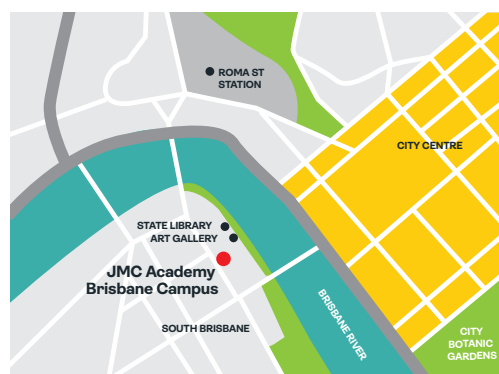 ROMA ST
STATION
CITY CENTRE
STATE LIBRARY
ART GALLERY
JMC Academy
Brisbane Campus
SOUTH BRISBANE
BRISBANE RIVER
CITY
BOTANIC
GARDENS